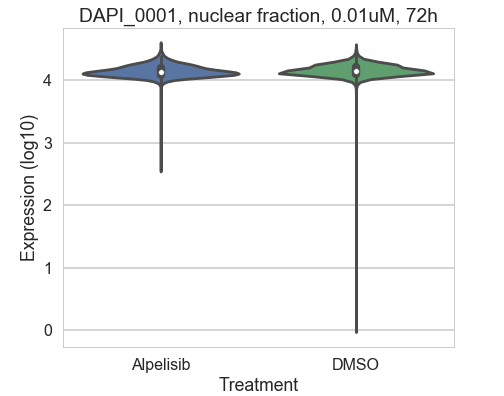 DAPI_0001, nuclear fraction, 0.01uM, 72h
4
3
2
1
0
Expression (log10)
Alpelisib DMSO
Treatment